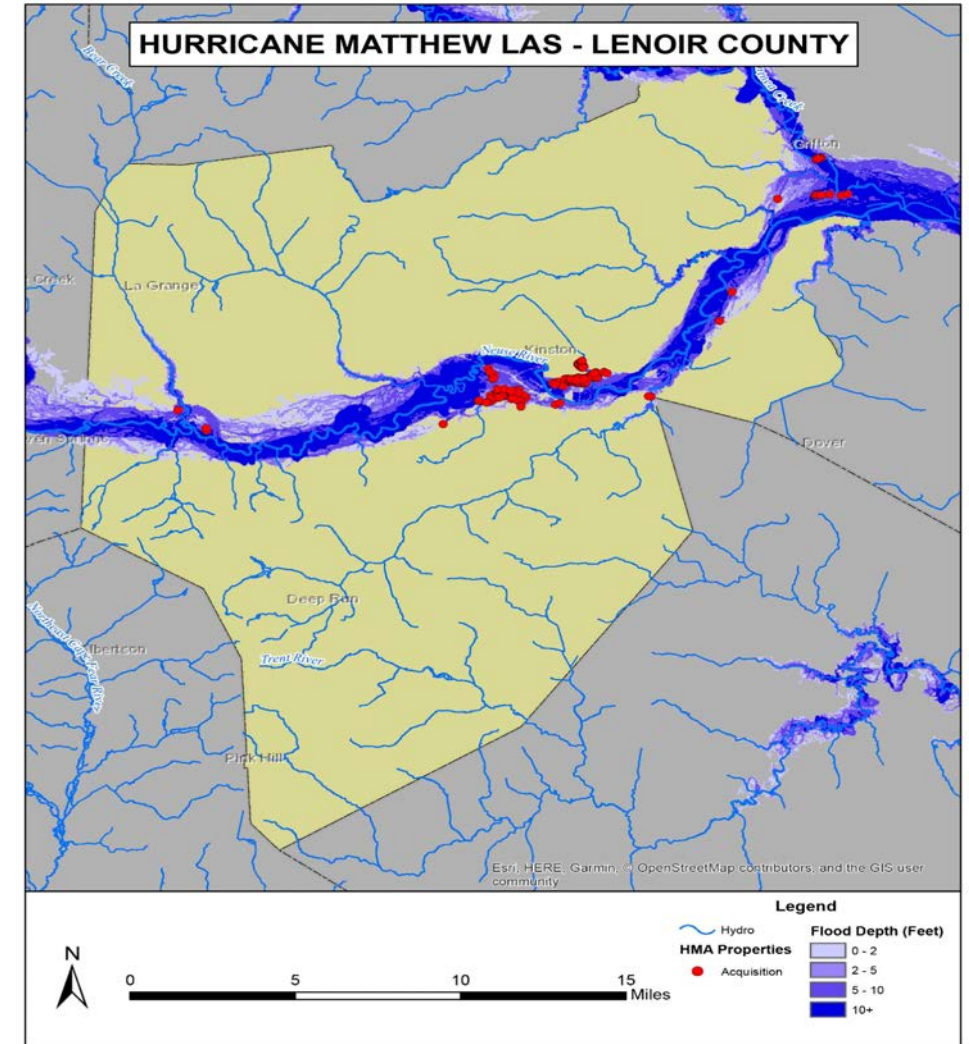 HURRICANE MATTHEW LAS - LENOIR COUNTY
Bear Creek
Creek
Grifton
Creek
La Grange
Neuse River
Kinston
Dover
Deep Run
Trent River
Northeast Cape Fear River
Pink Hill
Esri, HERE, Garmin, © OpenStreetMap contributors, and the GIS user
community
Legend
Hydro
HMA Properties
Acquisition
Flood Depth (Feet)
0 - 2
2 - 5
5 - 10
10+
N
0 5 10 15
Miles